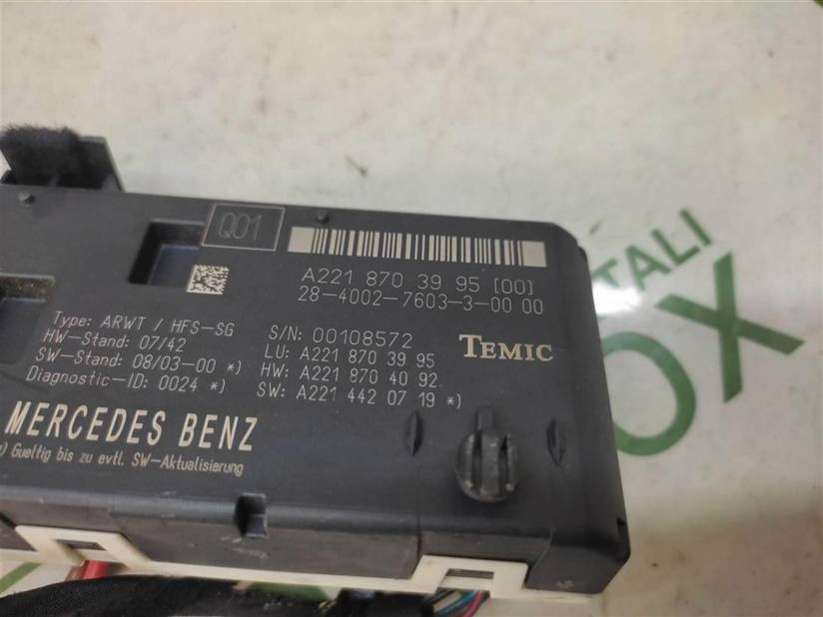 Q01
A221 870 39 95 [00]
28-4002-7603-3-00 00
Type: ARWT / HFS-SG
HW-Stand: 07/42
SW-Stand: 08/03-00 *)
Diagnostic-ID: 0024 *)
S/N: 00108572
LU: A221 870 39 95
HW: A221 870 40 92
SW: A221 442 07 19 *)
TEMIC
MERCEDES BENZ
*) Gueltig bis zu evtl. SW-Aktualisierung
TALI
OX